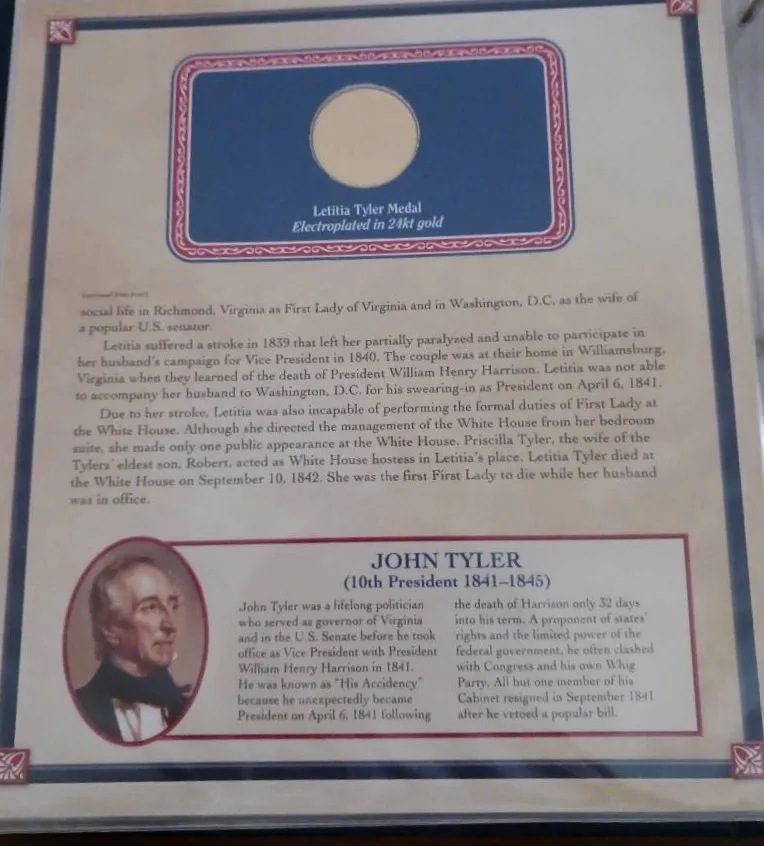 Letitia Tyler Medal
Electroplated in 24kt gold
social life in Richmond, Virginia as First Lady of Virginia and in Washington, D.C. as the wife of
a popular U.S. senator.
Letitia suffered a stroke in 1839 that left her partially paralyzed and unable to participate in
her husband's campaign for Vice President in 1840. The couple was at their home in Williamsburg,
Virginia when they learned of the death of President William Henry Harrison. Letitia was not able
to accompany her husband to Washington, D.C. for his swearing-in as President on April 6, 1841.
Due to her stroke, Letitia was also incapable of performing the formal duties of First Lady at
the White House. Although she directed the management of the White House from her bedroom
suite, she made only one public appearance at the White House. Priscilla Tyler, the wife of the
Tylers' eldest son, Robert, acted as White House hostess in Letitia's place. Letitia Tyler died at
the White House on September 10, 1842. She was the first First Lady to die while her husband
was in office.
JOHN TYLER
(10th President 1841–1845)
John Tyler was a lifelong politician
who served as governor of Virginia
and in the U.S. Senate before he took
office as Vice President with President
William Henry Harrison in 1841.
He was known as "His Accidency"
because he unexpectedly became
President on April 6, 1841 following
the death of Harrison only 32 days
into his term. A proponent of states'
rights and the limited power of the
federal government, he often clashed
with Congress and his own Whig
Party. All but one member of his
Cabinet resigned in September 1841
after he vetoed a popular bill.